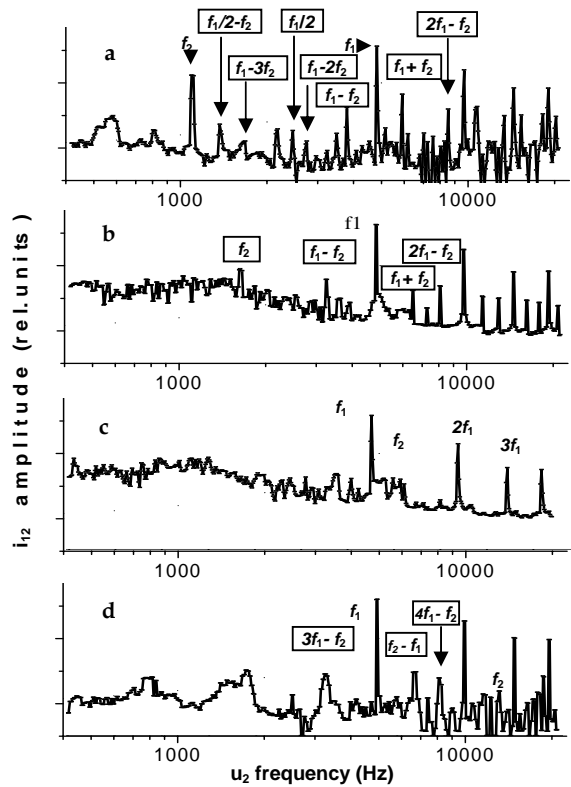 a
f₂
f₁/2-f₂
f₁/2
f₁
2f₁- f₂
f₁-3f₂
f₁-2f₂
f₁+ f₂
f₁- f₂
1000 10000
b
f1
f₂
f₁- f₂
2f₁- f₂
f₁+ f₂
1000 10000
c
f₁
f₂
2f₁
3f₁
1000 10000
d
f₁
4f₁- f₂
3f₁- f₂
f₂- f₁
f₂
1000 10000
u₂ frequency (Hz)
i₁₂ amplitude (rel.units)